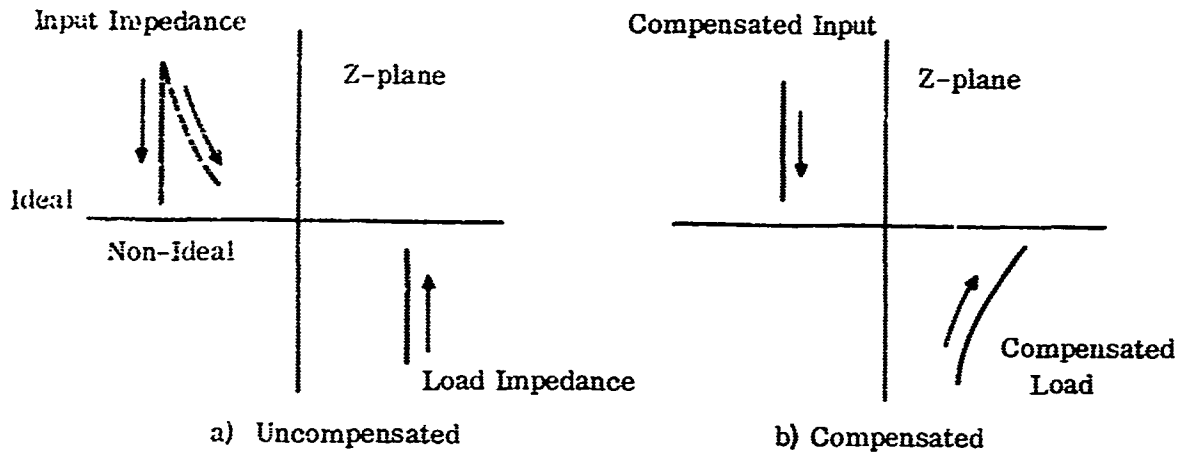 Input Impedance
Z-plane
Ideal
Non-Ideal
Load Impedance
a) Uncompensated
Compensated Input
Z-plane
Compensated
Load
b) Compensated